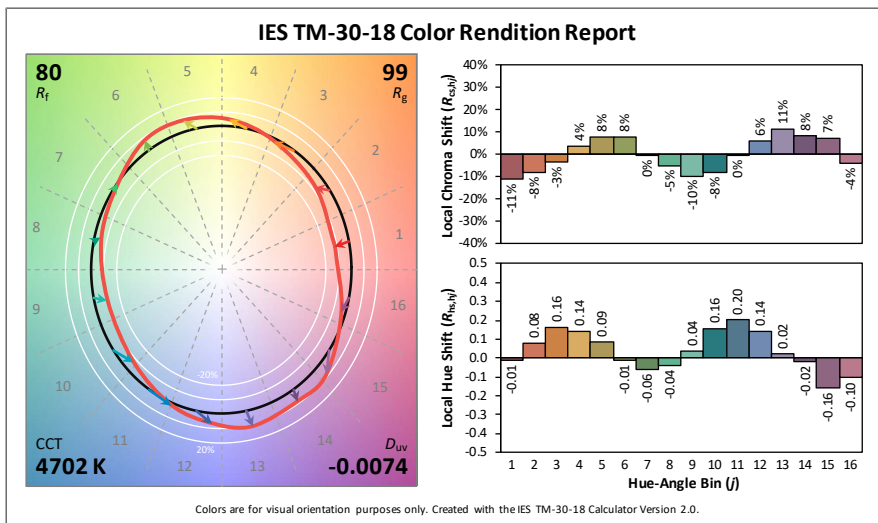 IES TM-30-18 Color Rendition Report
80
Rf
99
Rg
5 4
6 3
7 2
8 1
9 16
10 15
11 14
12 13
-20%
20%
CCT
4702 K
Duv
-0.0074
Local Chroma Shift (Rcs,hj)
40%
30%
20%
10%
0%
-10%
-20%
-30%
-40%
-11% -8% -3% 4% 8% 8% 0% -5% -10% -8% 0% 6% 11% 8% 7% -4%
Local Hue Shift (Rhs,hj)
0.5
0.4
0.3
0.2
0.1
0.0
-0.1
-0.2
-0.3
-0.4
-0.5
-0.01 0.08 0.16 0.14 0.09 -0.01 -0.06 -0.04 0.04 0.16 0.20 0.14 0.02 -0.02 -0.16 -0.10
1 2 3 4 5 6 7 8 9 10 11 12 13 14 15 16
Hue-Angle Bin (j)
Colors are for visual orientation purposes only. Created with the IES TM-30-18 Calculator Version 2.0.